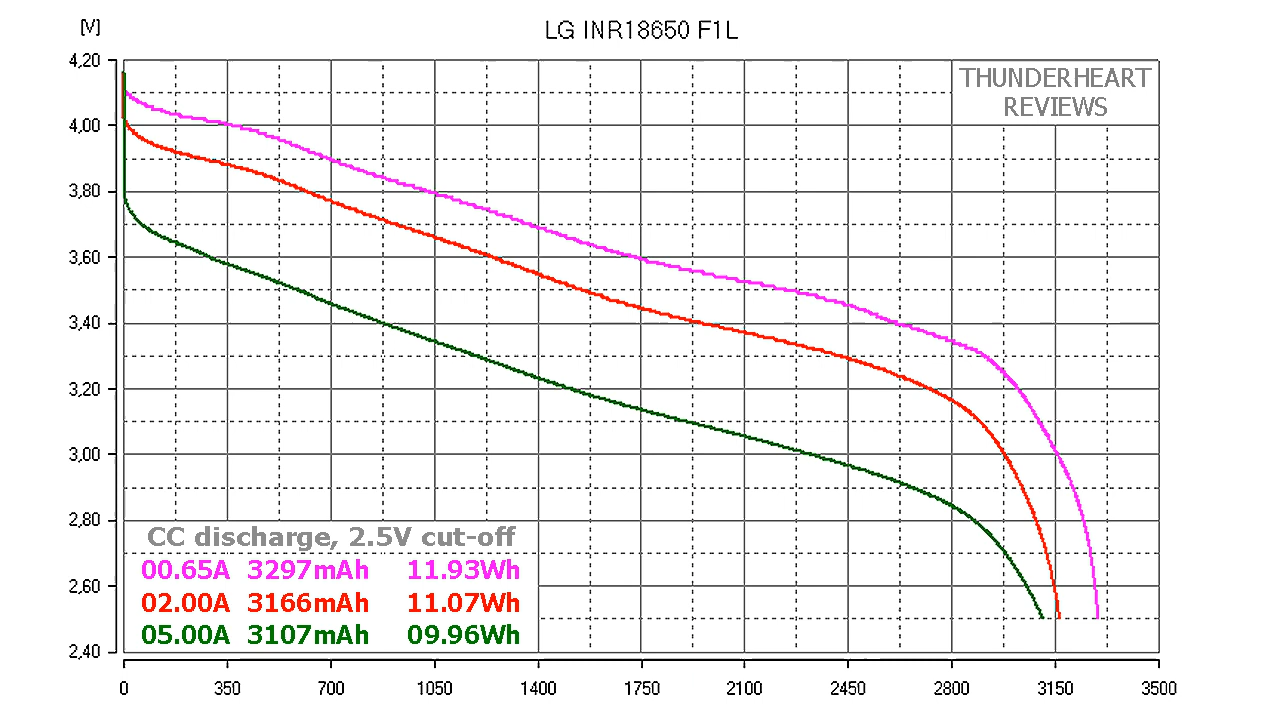 LG INR18650 F1L
[V]
4,20
THUNDERHEART
REVIEWS
4,00
3,80
3,60
3,40
3,20
3,00
2,80
CC discharge, 2.5V cut-off
00.65A 3297mAh 11.93Wh
2,60
02.00A 3166mAh 11.07Wh
05.00A 3107mAh 09.96Wh
2,40
0 350 700 1050 1400 1750 2100 2450 2800 3150 3500